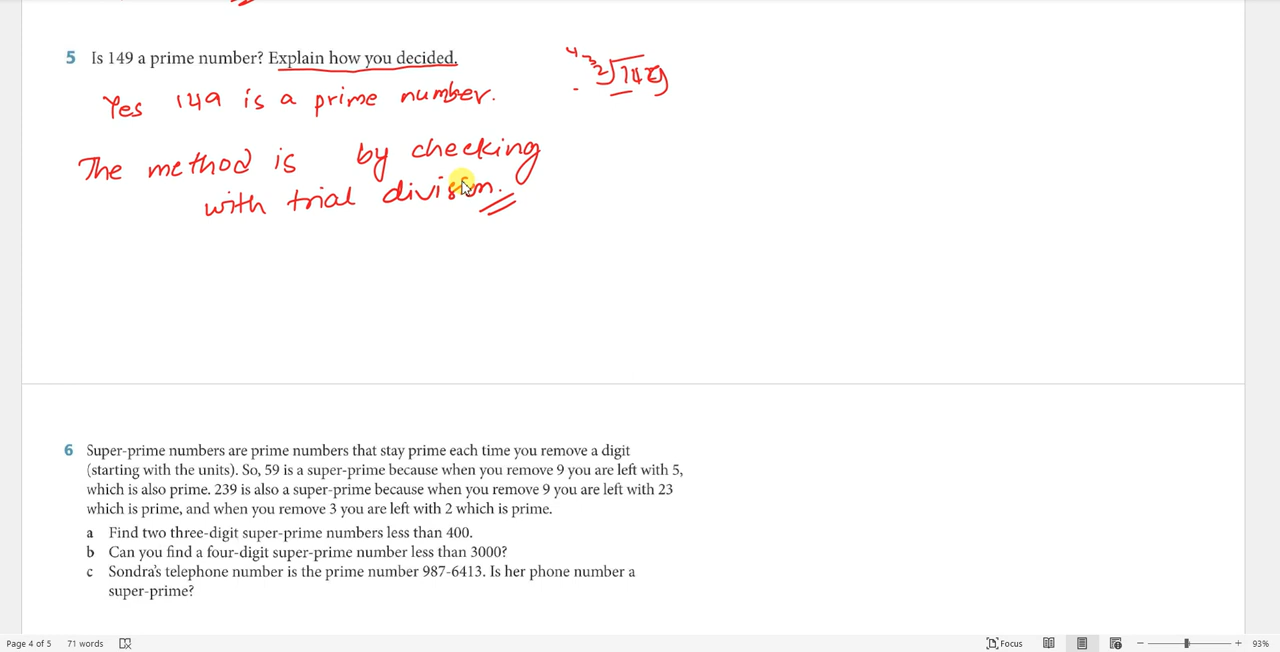 5 Is 149 a prime number? Explain how you decided.
Yes 149 is a prime number.
The method is by checking
with trial division.
4 3 2 149
6 Super-prime numbers are prime numbers that stay prime each time you remove a digit
(starting with the units). So, 59 is a super-prime because when you remove 9 you are left with 5,
which is also prime. 239 is also a super-prime because when you remove 9 you are left with 23
which is prime, and when you remove 3 you are left with 2 which is prime.
a Find two three-digit super-prime numbers less than 400.
b Can you find a four-digit super-prime number less than 3000?
c Sondra's telephone number is the prime number 987-6413. Is her phone number a
super-prime?
Page 4 of 5 71 words Focus 93%